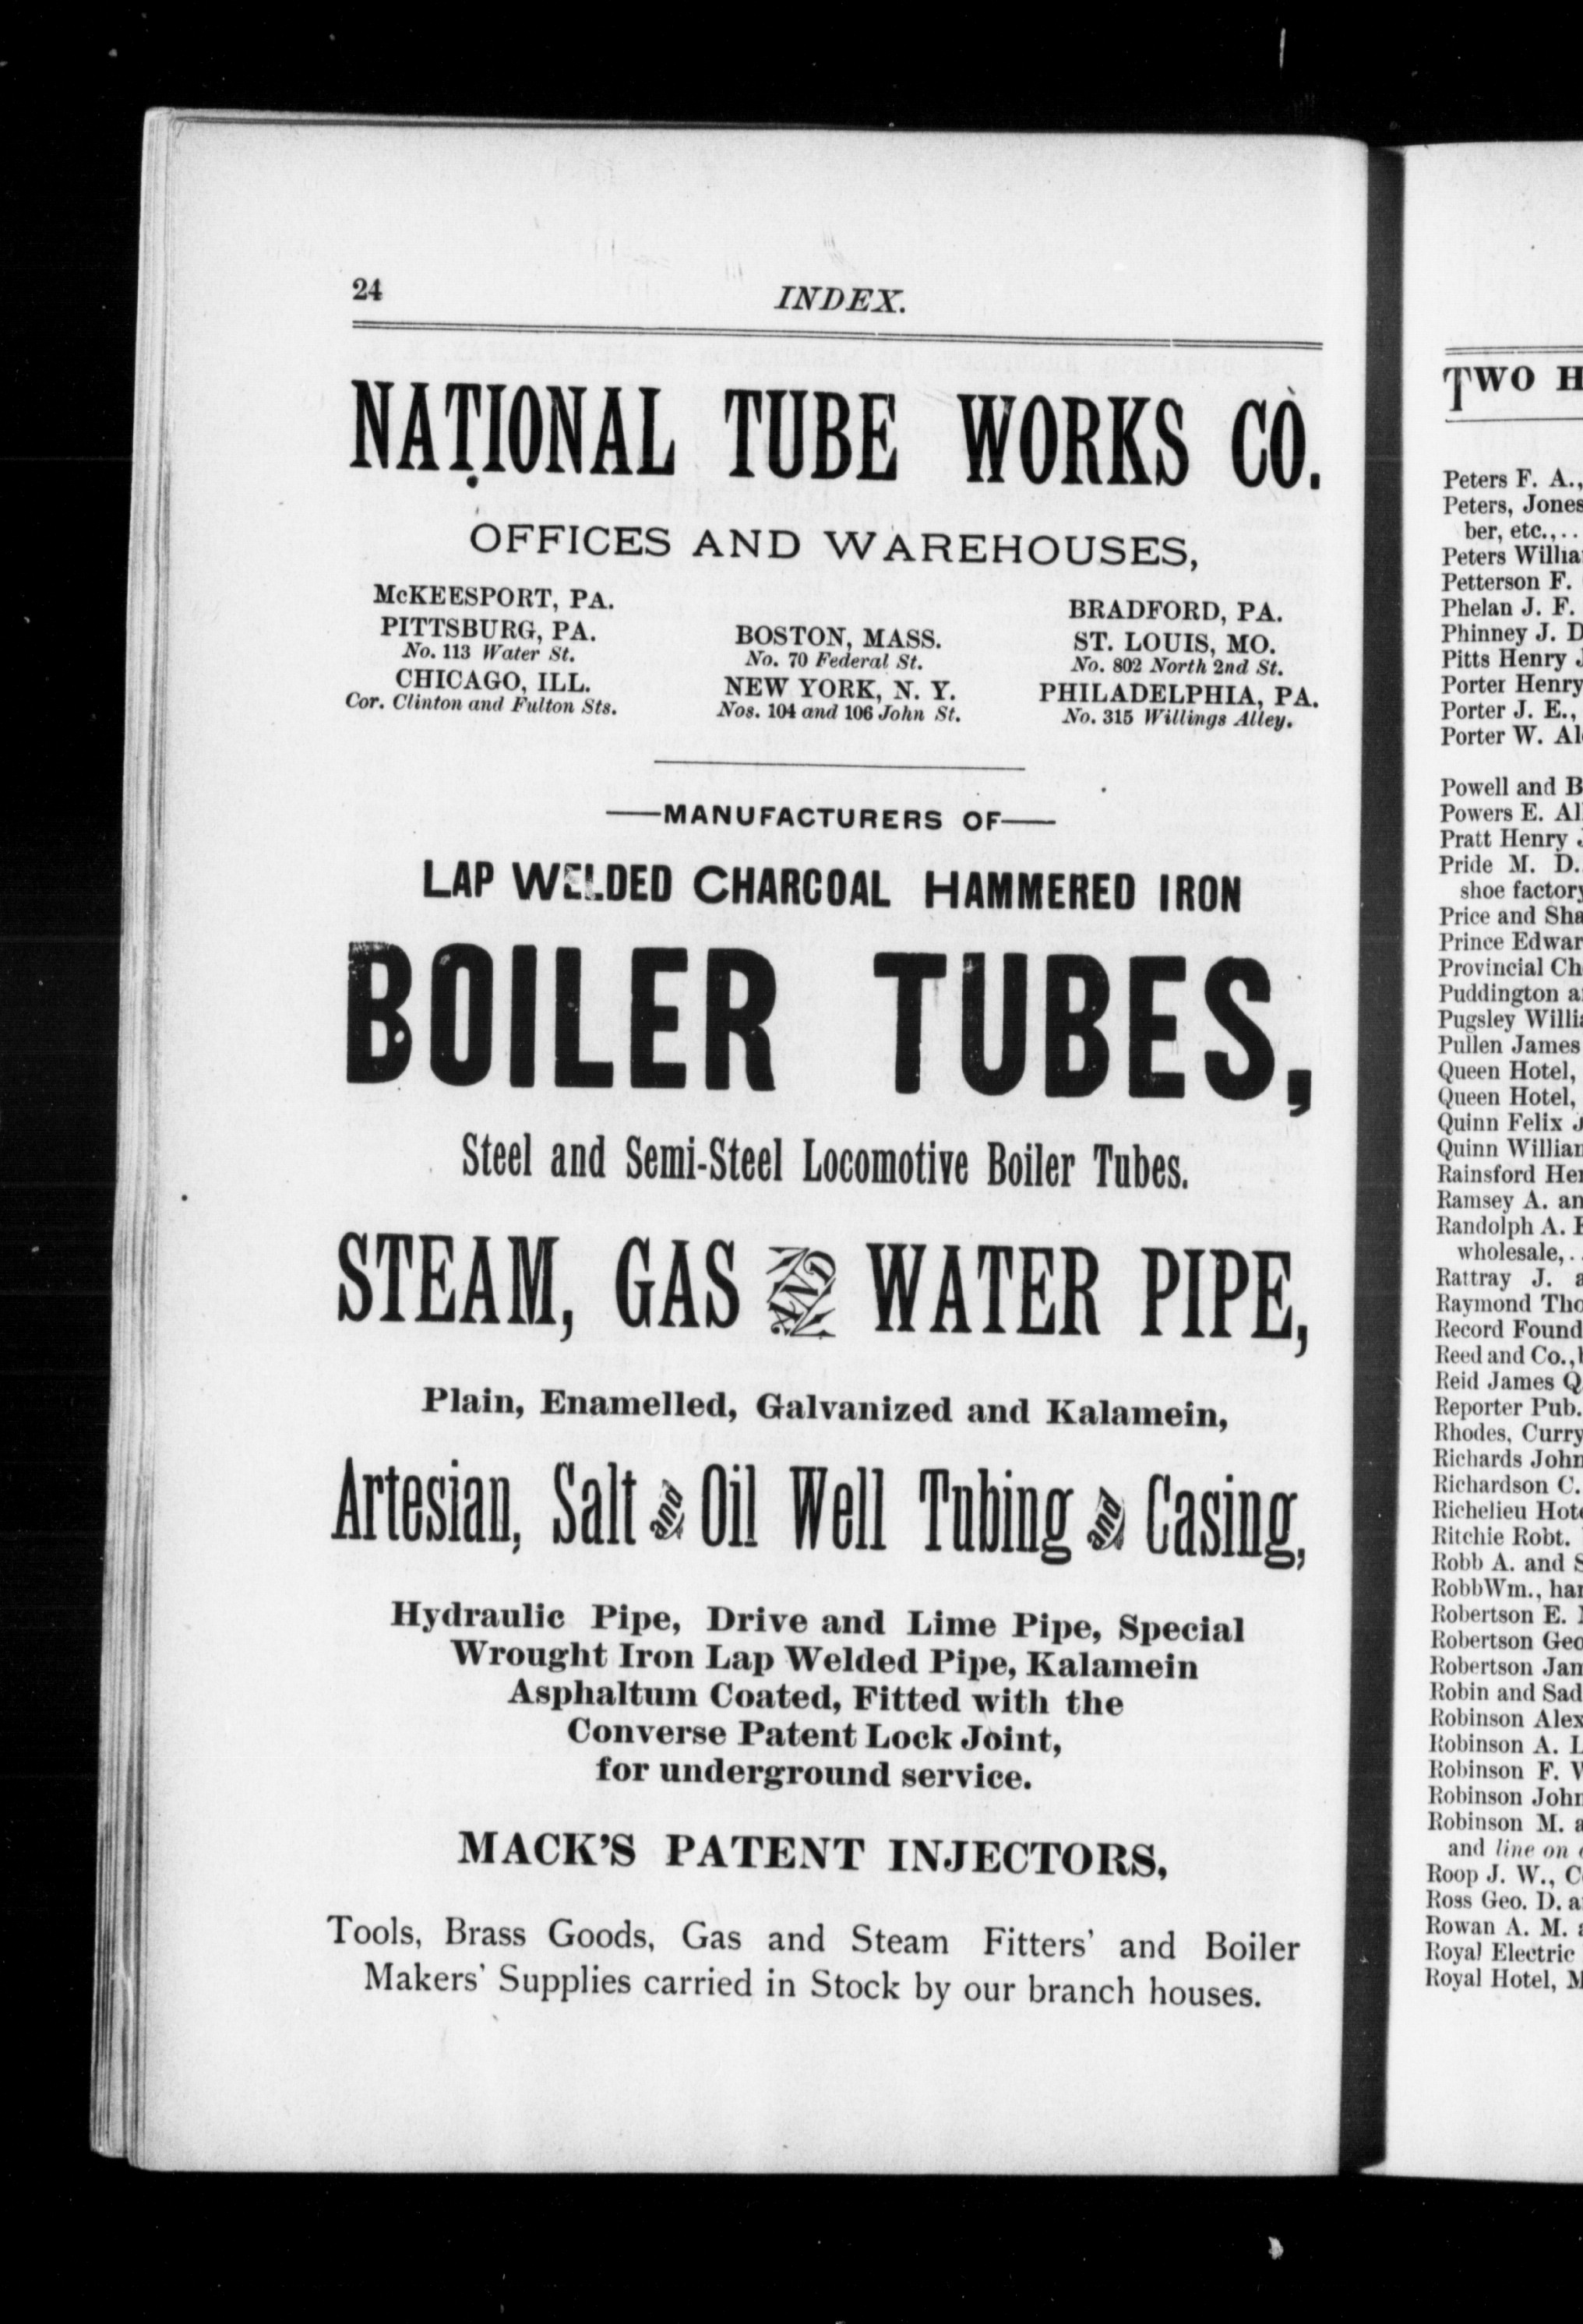 24
INDEX.
NATIONAL TUBE WORKS CO.
OFFICES AND WAREHOUSES,
McKEESPORT, PA.
PITTSBURG, PA.
No. 113 Water St.
CHICAGO, ILL.
Cor. Clinton and Fulton Sts.
BOSTON, MASS.
No. 70 Federal St.
NEW YORK, N. Y.
Nos. 104 and 106 John St.
BRADFORD, PA.
ST. LOUIS, MO.
No. 802 North 2nd St.
PHILADELPHIA, PA.
No. 315 Willings Alley.
—MANUFACTURERS OF—
LAP WELDED CHARCOAL HAMMERED IRON
BOILER TUBES,
Steel and Semi-Steel Locomotive Boiler Tubes.
STEAM, GAS AND WATER PIPE,
Plain, Enamelled, Galvanized and Kalamein,
Artesian, Salt and Oil Well Tubing and Casing,
Hydraulic Pipe, Drive and Lime Pipe, Special
Wrought Iron Lap Welded Pipe, Kalamein
Asphaltum Coated, Fitted with the
Converse Patent Lock Joint,
for underground service.
MACK'S PATENT INJECTORS,
Tools, Brass Goods, Gas and Steam Fitters' and Boiler
Makers' Supplies carried in Stock by our branch houses.
TWO H
Peters F. A.,
Peters, Jones
ber, etc.,..
Peters Willia
Petterson F.
Phelan J. F.
Phinney J. D
Pitts Henry J
Porter Henry
Porter J. E.,
Porter W. Al
Powell and B
Powers E. Al
Pratt Henry J
Pride M. D.
shoe factory
Price and Sha
Prince Edwar
Provincial Ch
Puddington a
Pugsley Willia
Pullen James
Queen Hotel,
Queen Hotel,
Quinn Felix J
Quinn William
Rainsford Her
Ramsey A. an
Randolph A.
wholesale,..
Rattray J. a
Raymond Tho
Record Found
Reed and Co.,
Reid James Q
Reporter Pub.
Rhodes, Curry
Richards John
Richardson C.
Richelieu Hote
Ritchie Robt.
Robb A. and S
Robb Wm., har
Robertson E.
Robertson Geo
Robertson Jam
Robin and Sad
Robinson Alex
Robinson A. L
Robinson F. W
Robinson John
Robinson M. a
and line on
Roop J. W., C
Ross Geo. D. a
Rowan A. M. a
Royal Electric
Royal Hotel, M